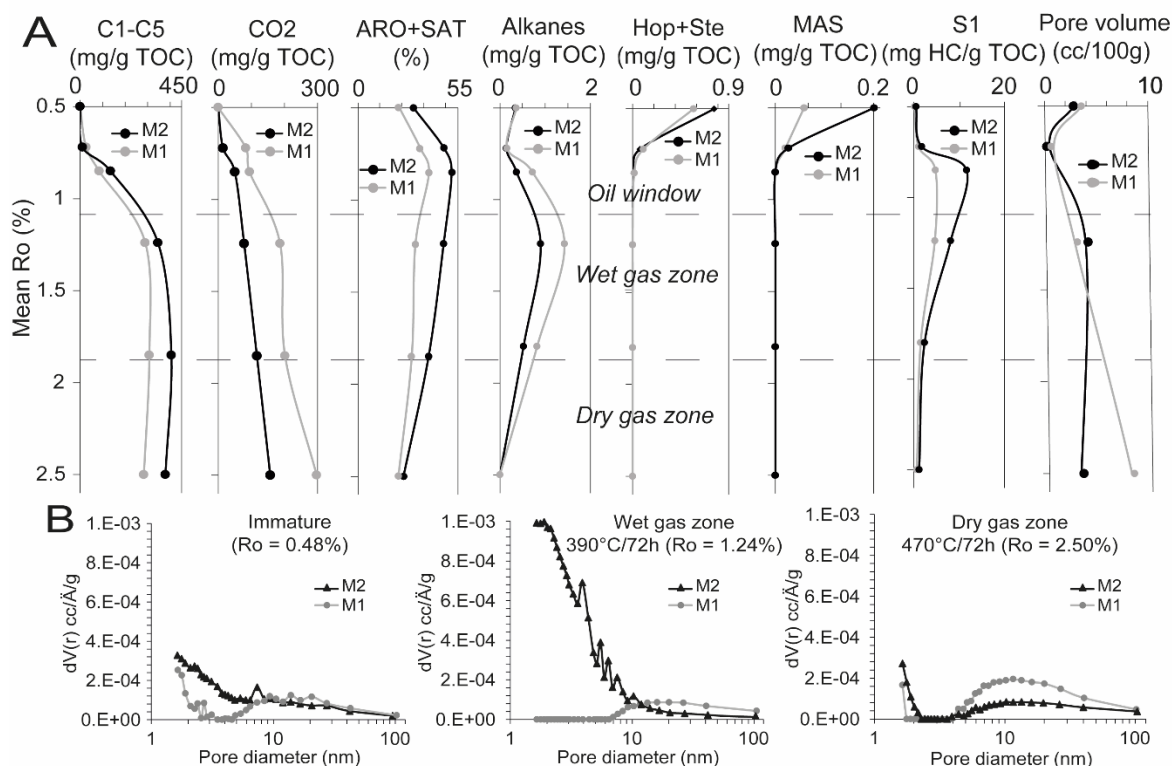 A
C1-C5 CO2 ARO+SAT Alkanes Hop+Ste MAS S1 Pore volume
(mg/g TOC) (mg/g TOC) (%) (mg/g TOC) (mg/g TOC) (mg/g TOC) (mg HC/g TOC) (cc/100g)
0 450 0 300 0 55 0 2 0 0.9 0 0.2 0 20 0 10
0.5
M2 M2 M2 M2 M2 M2 M2 M2
M1 M1 M1 M1 M1 M1 M1 M1
1
Oil window
Mean Ro (%)
1.5
Wet gas zone
2
Dry gas zone
2.5
B
Immature
(Ro = 0.48%)
1.E-03
8.E-04
6.E-04
4.E-04
2.E-04
0.E+00
dV(r) cc/Ä/g
M2
M1
1 10 100
Pore diameter (nm)
Wet gas zone
390°C/72h (Ro = 1.24%)
1.E-03
8.E-04
6.E-04
4.E-04
2.E-04
0.E+00
dV(r) cc/Ä/g
M2
M1
1 10 100
Pore diameter (nm)
Dry gas zone
470°C/72h (Ro = 2.50%)
1.E-03
8.E-04
6.E-04
4.E-04
2.E-04
0.E+00
dV(r) cc/Ä/g
M2
M1
1 10 100
Pore diameter (nm)